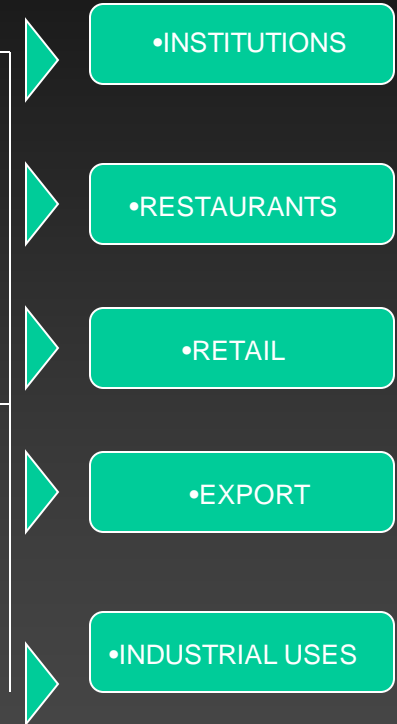 •INSTITUTIONS
•RESTAURANTS
•RETAIL
•EXPORT
•INDUSTRIAL USES